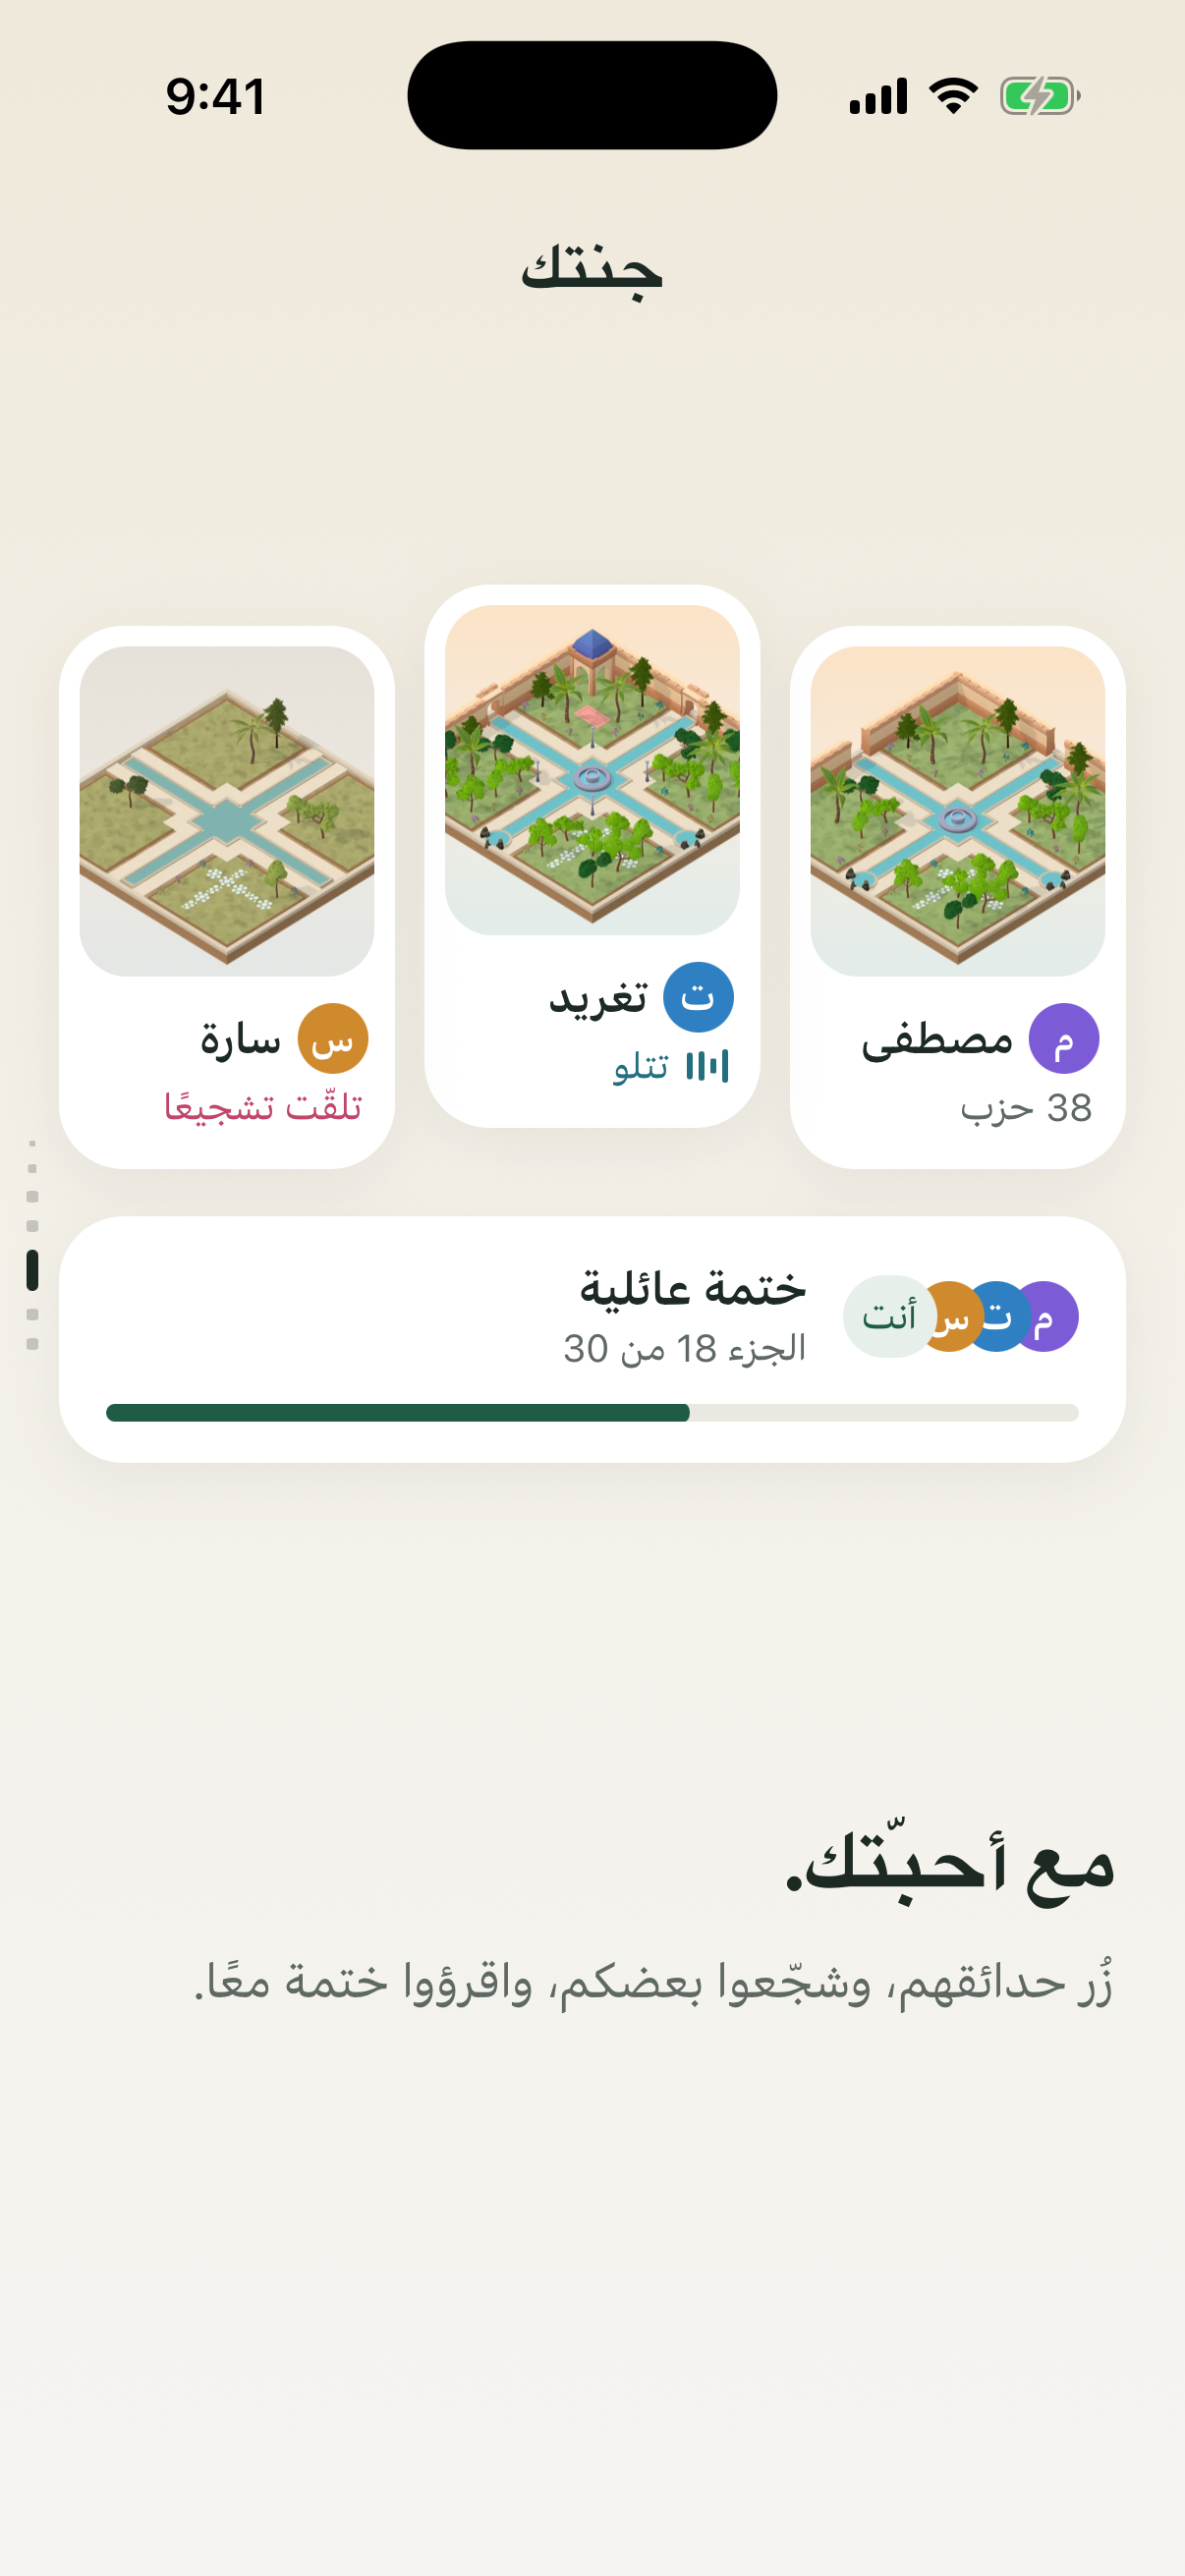 9:41
جنتك
م مصطفى
38 حزب
ت تغريد
تتلو
س سارة
تلقّت تشجيعًا
م ت س أنت
ختمة عائلية
الجزء 18 من 30
مع أحبّتك.
زُر حدائقهم، وشجّعوا بعضكم، واقرؤوا ختمة معًا.